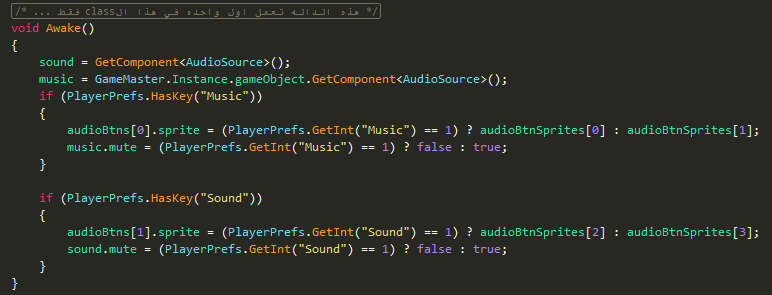 /* هذه الدالة تعمل اول واحده في هذا الclass فقط ... */
void Awake()
{
sound = GetComponent<AudioSource>();
music = GameMaster.Instance.gameObject.GetComponent<AudioSource>();
if (PlayerPrefs.HasKey("Music"))
{
audioBtns[0].sprite = (PlayerPrefs.GetInt("Music") == 1) ? audioBtnSprites[0] : audioBtnSprites[1];
music.mute = (PlayerPrefs.GetInt("Music") == 1) ? false : true;
}
if (PlayerPrefs.HasKey("Sound"))
{
audioBtns[1].sprite = (PlayerPrefs.GetInt("Sound") == 1) ? audioBtnSprites[2] : audioBtnSprites[3];
sound.mute = (PlayerPrefs.GetInt("Sound") == 1) ? false : true;
}
}